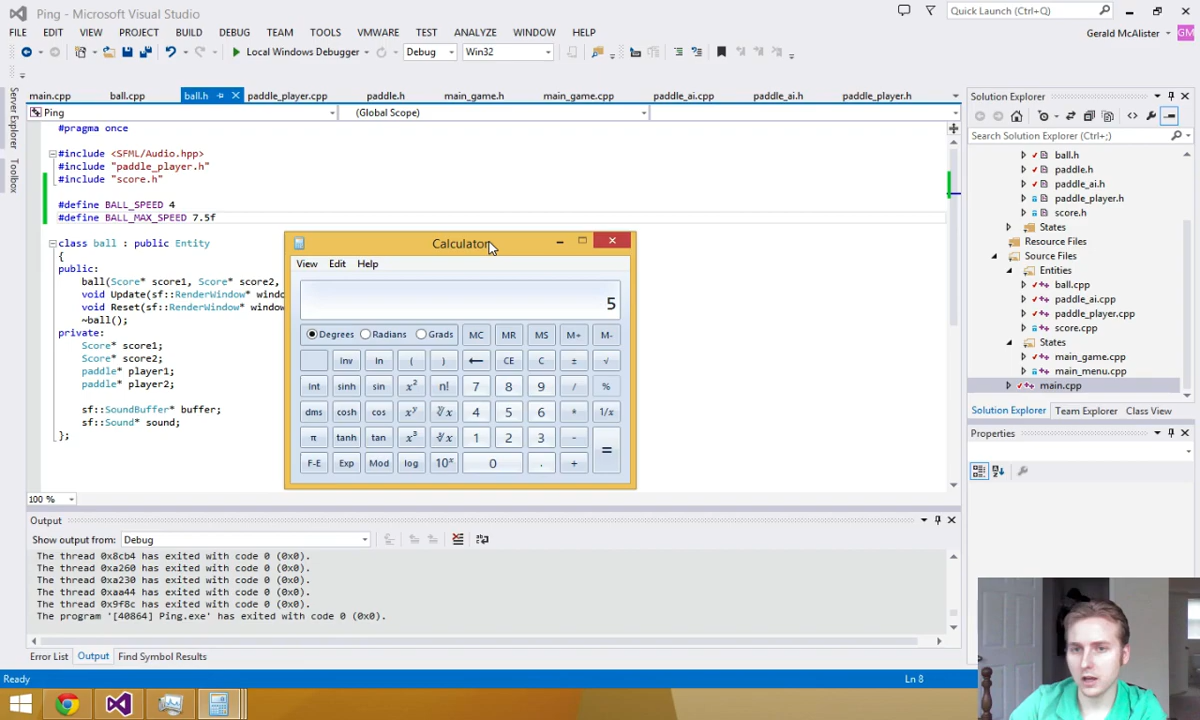 Ping - Microsoft Visual Studio
Quick Launch (Ctrl+Q)
FILE EDIT VIEW PROJECT BUILD DEBUG TEAM TOOLS VMWARE TEST ANALYZE WINDOW HELP
Gerald McAlister GM
Local Windows Debugger Debug Win32
main.cpp ball.cpp ball.h paddle_player.cpp paddle.h main_game.h main_game.cpp paddle_ai.cpp paddle_ai.h paddle_player.h
Ping (Global Scope)
Server Explorer
Toolbox
#pragma once
#include <SFML/Audio.hpp>
#include "paddle_player.h"
#include "score.h"
#define BALL_SPEED 4
#define BALL_MAX_SPEED 7.5f
class ball : public Entity
{
public:
ball(Score* score1, Score* score2,
void Update(sf::RenderWindow* windo
void Reset(sf::RenderWindow* window
~ball();
private:
Score* score1;
Score* score2;
paddle* player1;
paddle* player2;
sf::SoundBuffer* buffer;
sf::Sound* sound;
};
100 %
Calculator
View Edit Help
5
Degrees Radians Grads MC MR MS M+ M-
Inv ln ( ) ← CE C ± √
Int sinh sin x² n! 7 8 9 / %
dms cosh cos xʸ ʸ√x 4 5 6 * 1/x
π tanh tan x³ ³√x 1 2 3 - =
F-E Exp Mod log 10ˣ 0 . +
Solution Explorer
Search Solution Explorer (Ctrl+;)
ball.h
paddle.h
paddle_ai.h
paddle_player.h
score.h
States
Resource Files
Source Files
Entities
ball.cpp
paddle_ai.cpp
paddle_player.cpp
score.cpp
States
main_game.cpp
main_menu.cpp
main.cpp
Solution Explorer Team Explorer Class View
Properties
Output
Show output from: Debug
The thread 0x8cb4 has exited with code 0 (0x0).
The thread 0xa260 has exited with code 0 (0x0).
The thread 0xa230 has exited with code 0 (0x0).
The thread 0xaa44 has exited with code 0 (0x0).
The thread 0x9f8c has exited with code 0 (0x0).
The program '[40864] Ping.exe' has exited with code 0 (0x0).
Error List Output Find Symbol Results
Ready Ln 8